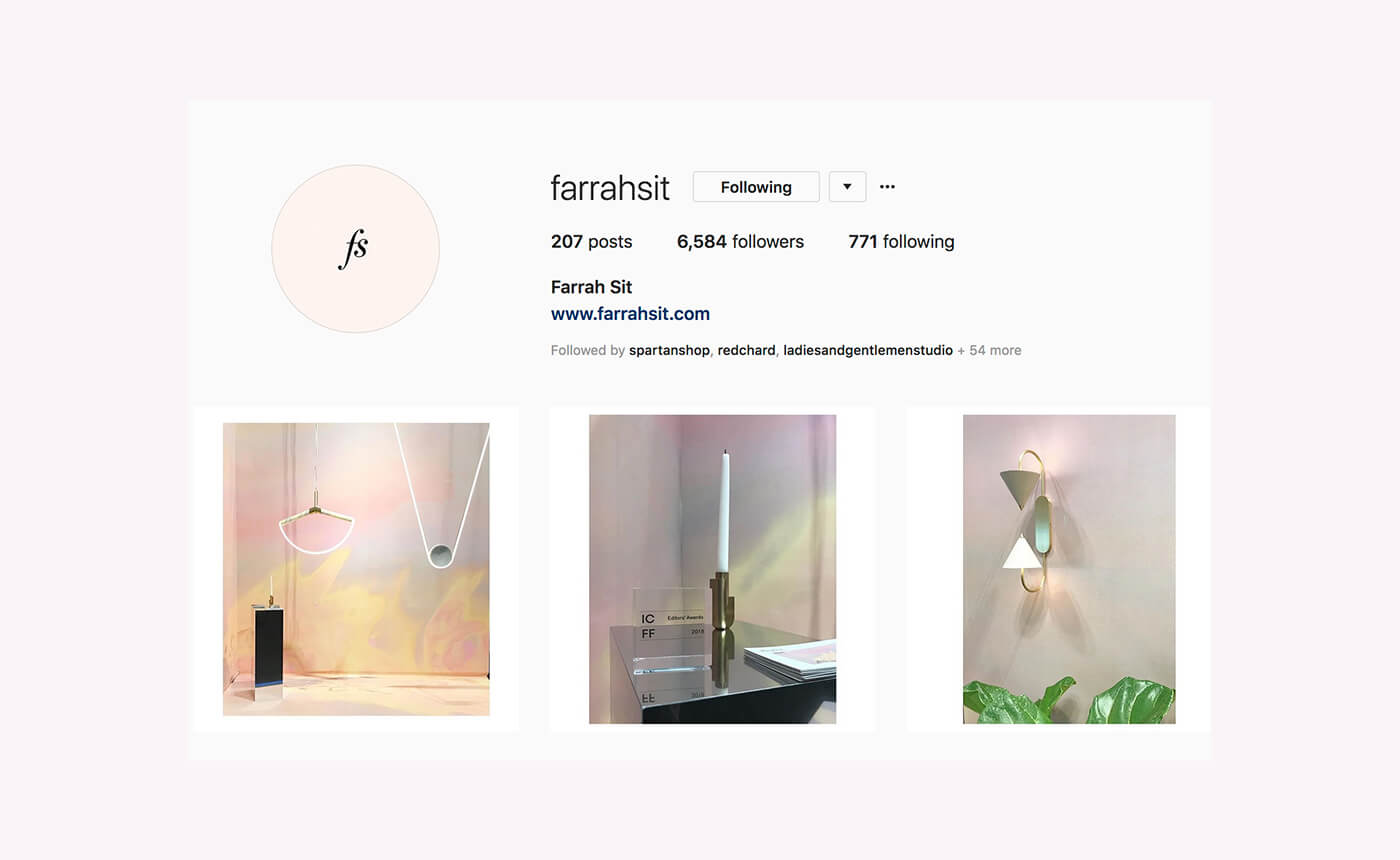 fs
farrahsit Following
207 posts 6,584 followers 771 following
Farrah Sit
www.farrahsit.com
Followed by spartanshop, redchard, ladiesandgentlemenstudio + 54 more
IC Editors' Awards
FF 2018